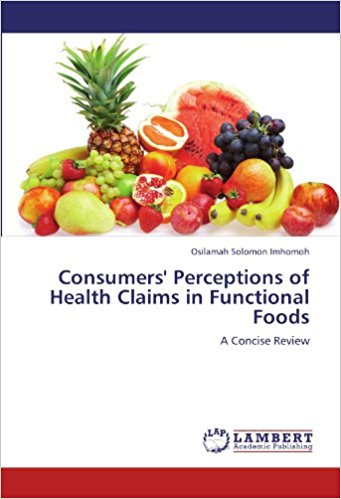 Osilamah Solomon Imhomoh
Consumers' Perceptions of
Health Claims in Functional
Foods
A Concise Review
LAP LAMBERT
Academic Publishing